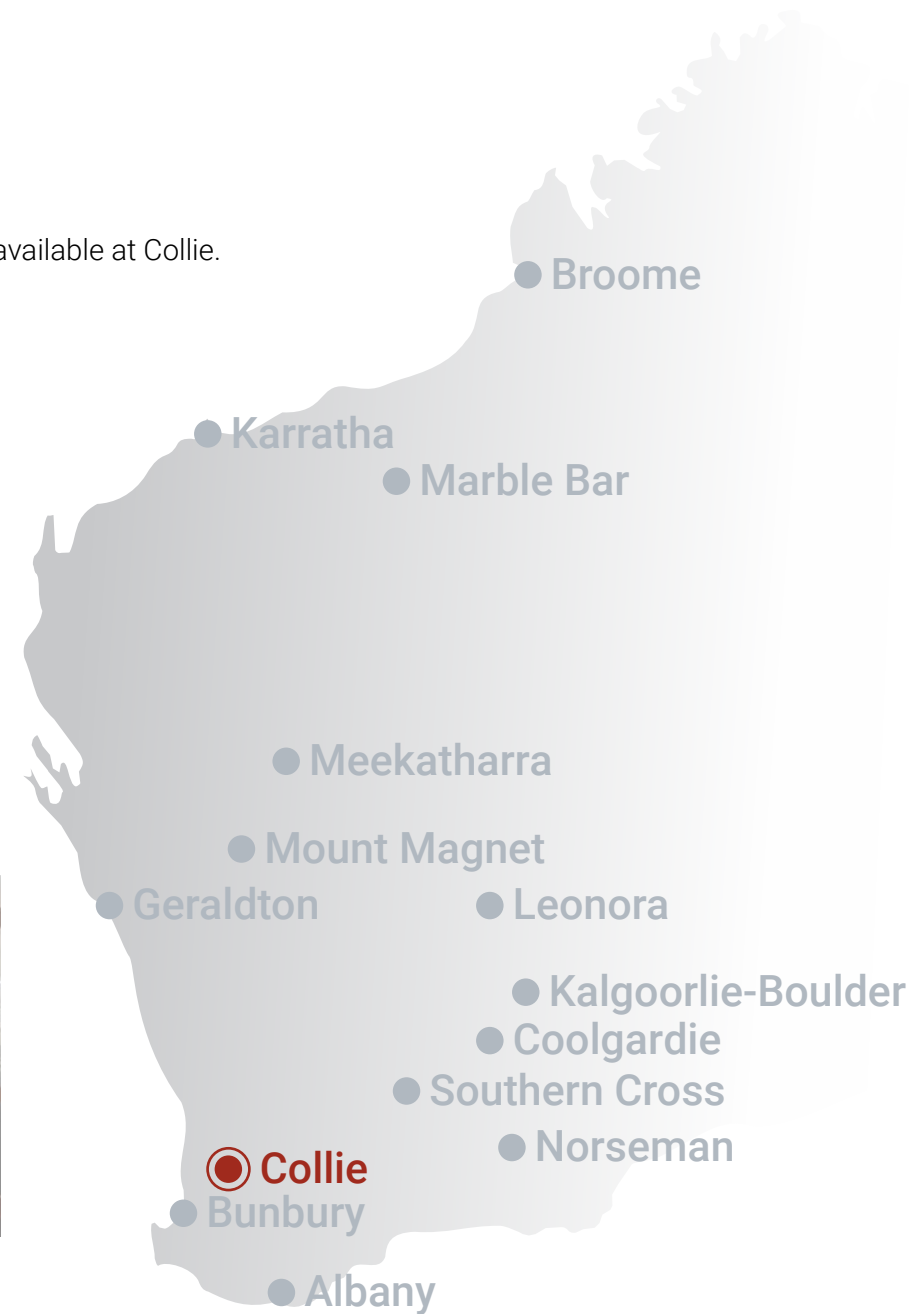 available at Collie.
Broome
Karratha
Marble Bar
Meekatharra
Mount Magnet
Geraldton
Leonora
Kalgoorlie-Boulder
Coolgardie
Southern Cross
Norseman
Collie
Bunbury
Albany